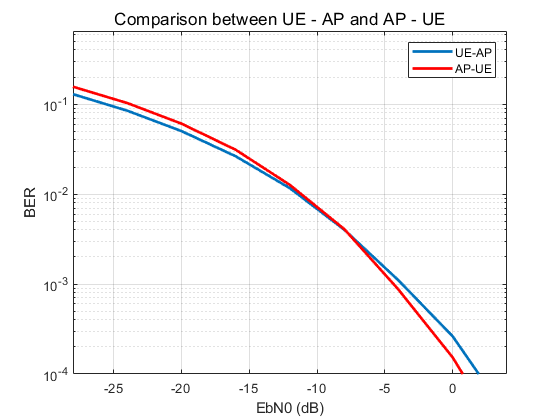 Comparison between UE - AP and AP - UE
UE-AP
AP-UE
BER
10-1
10-2
10-3
10-4
-25
-20
-15
-10
-5
0
EbN0 (dB)